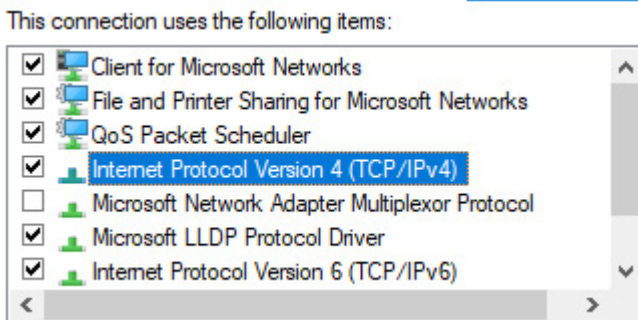 This connection uses the following items:
Client for Microsoft Networks
File and Printer Sharing for Microsoft Networks
QoS Packet Scheduler
Internet Protocol Version 4 (TCP/IPv4)
Microsoft Network Adapter Multiplexor Protocol
Microsoft LLDP Protocol Driver
Internet Protocol Version 6 (TCP/IPv6)